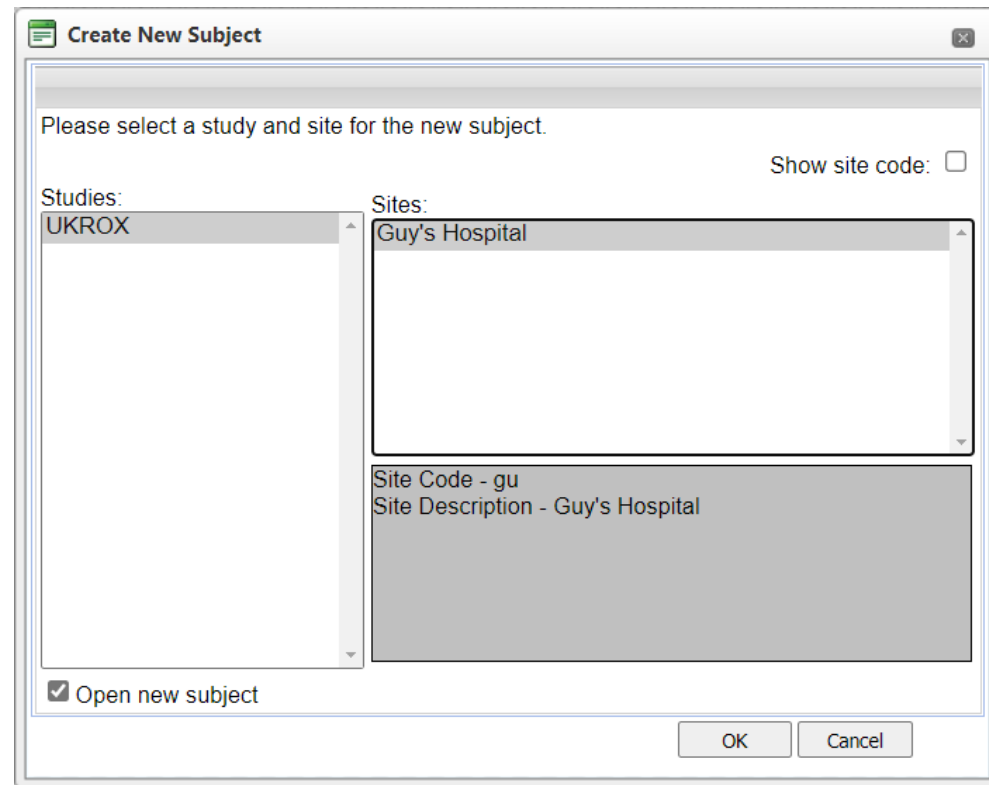 Create New Subject
Please select a study and site for the new subject.
Show site code:
Studies:
Sites:
UKROX
Guy's Hospital
Site Code - gu
Site Description - Guy's Hospital
Open new subject
OK
Cancel